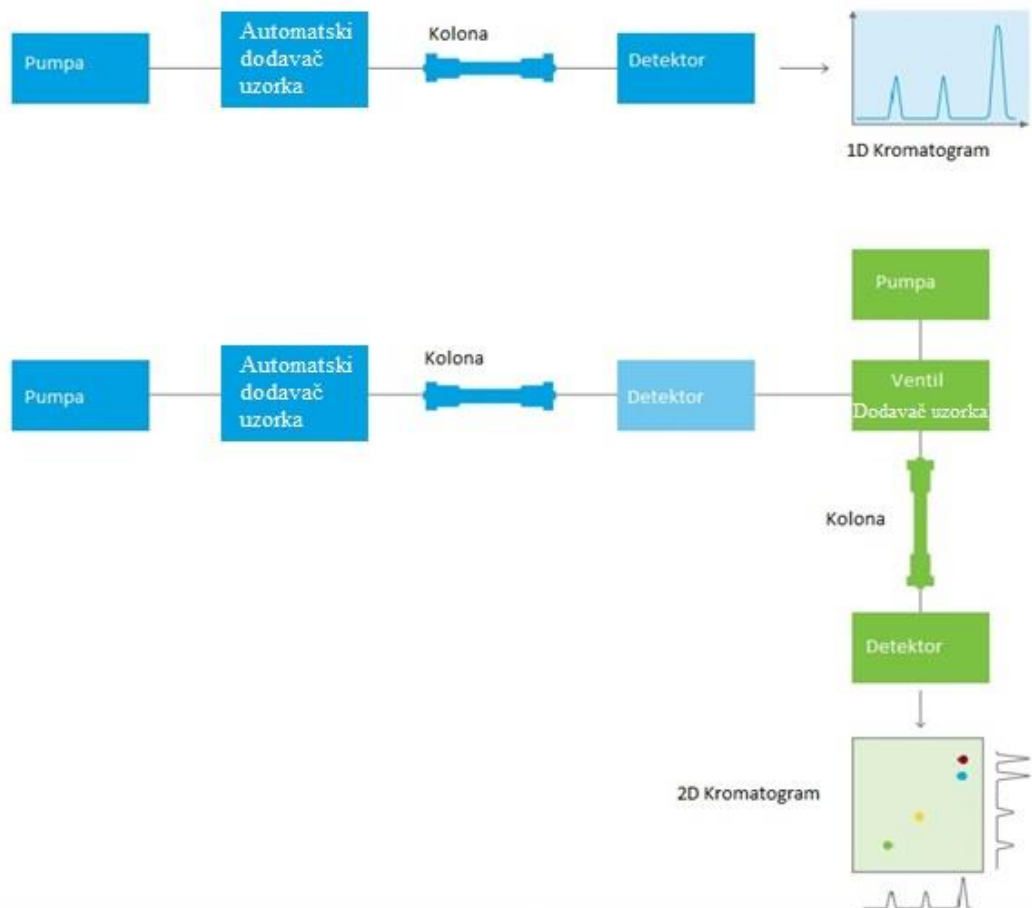 Pumpa
Automatski
dodavač
uzorka
Kolona
Detektor
1D Kromatogram
Pumpa
Pumpa
Automatski
dodavač
uzorka
Kolona
Detektor
Ventil
Dodavač uzorka
Kolona
Detektor
2D Kromatogram